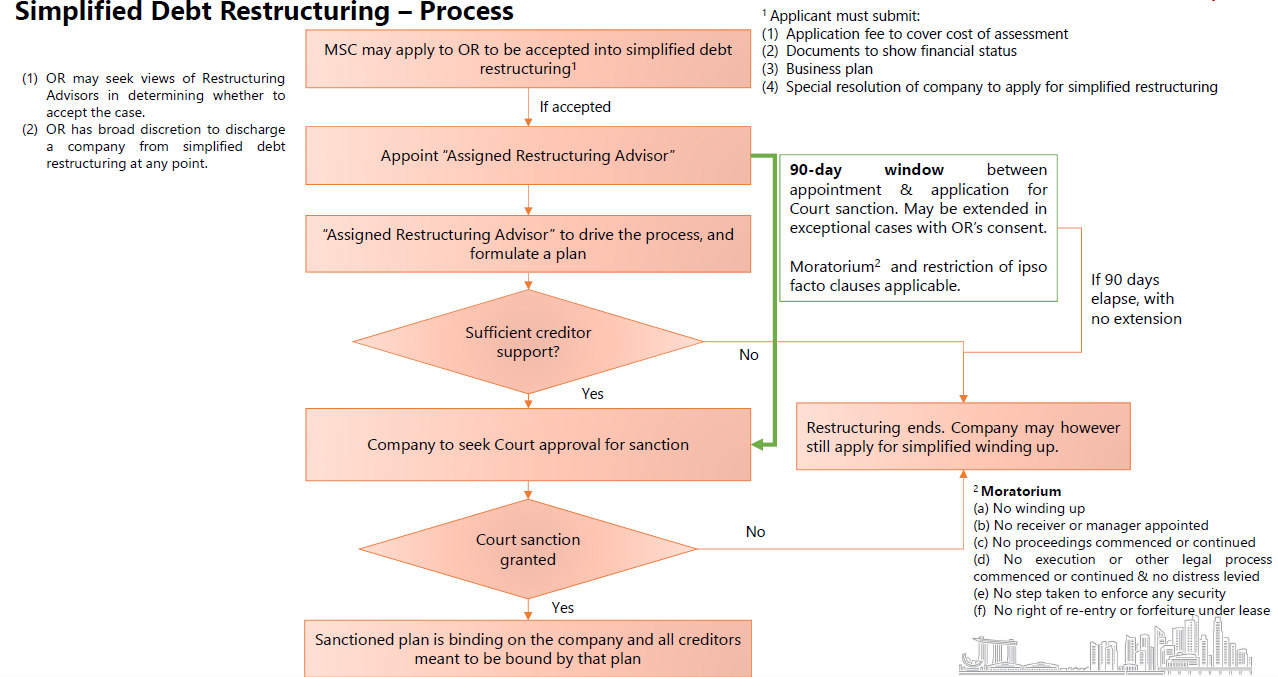 Simplified Debt Restructuring – Process
¹ Applicant must submit:
(1) Application fee to cover cost of assessment
(2) Documents to show financial status
(3) Business plan
(4) Special resolution of company to apply for simplified restructuring
MSC may apply to OR to be accepted into simplified debt
restructuring¹
(1) OR may seek views of Restructuring
Advisors in determining whether to
accept the case.
(2) OR has broad discretion to discharge
a company from simplified debt
restructuring at any point.
If accepted
Appoint “Assigned Restructuring Advisor”
90-day window between
appointment & application for
Court sanction. May be extended in
exceptional cases with OR’s consent.
Moratorium² and restriction of ipso
facto clauses applicable.
“Assigned Restructuring Advisor” to drive the process, and
formulate a plan
If 90 days
elapse, with
no extension
Sufficient creditor
support?
No
Yes
Company to seek Court approval for sanction
Restructuring ends. Company may however
still apply for simplified winding up.
Court sanction
granted
No
Yes
² Moratorium
(a) No winding up
(b) No receiver or manager appointed
(c) No proceedings commenced or continued
(d) No execution or other legal process
commenced or continued & no distress levied
(e) No step taken to enforce any security
(f) No right of re-entry or forfeiture under lease
Sanctioned plan is binding on the company and all creditors
meant to be bound by that plan